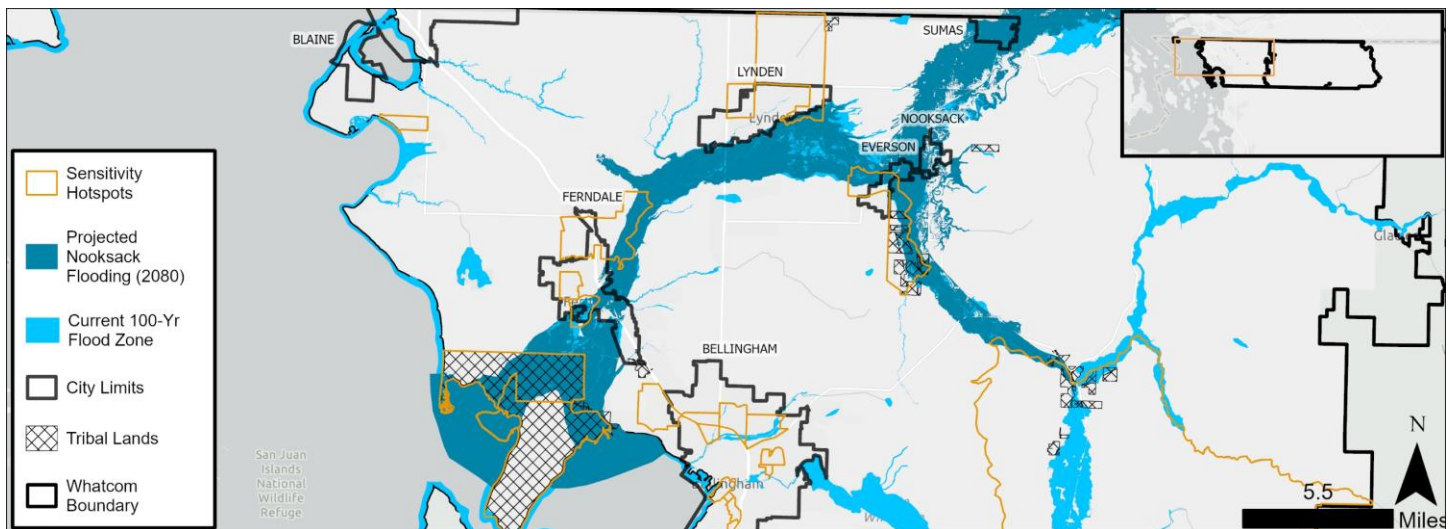 BLAINE
SUMAS
LYNDEN
NOOKSACK
EVERSON
FERNDALE
BELLINGHAM
Sensitivity
Hotspots
Projected
Nooksack
Flooding (2080)
Current 100-Yr
Flood Zone
City Limits
Tribal Lands
Whatcom
Boundary
San Juan
Islands
National
Wildlife
Refuge
N
5.5
Miles